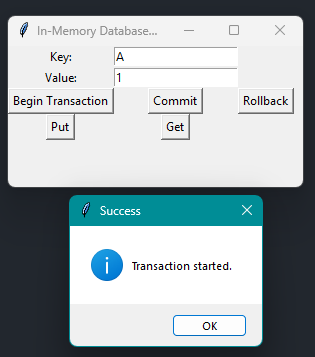 In-Memory Database...
Key: A
Value: 1
Begin Transaction Commit Rollback
Put Get
Success
Transaction started.
OK